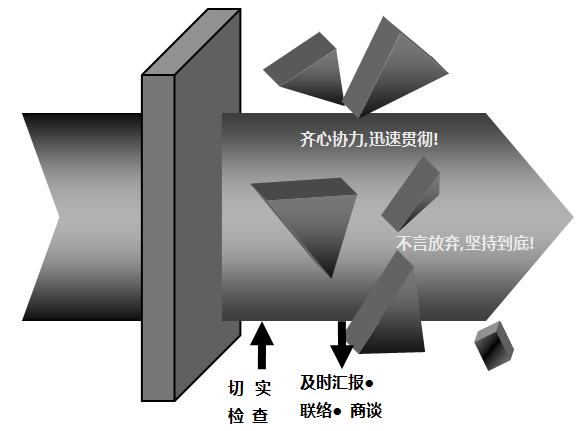 齐心协力,迅速贯彻!
不言放弃,坚持到底!
切 实
检 查
及时汇报●
联络● 商谈